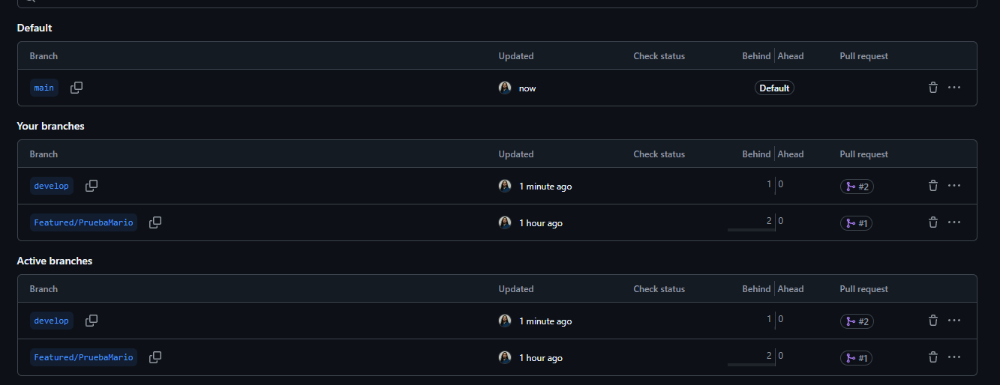 Default
Branch Updated Check status Behind Ahead Pull request
main now Default
Your branches
Branch Updated Check status Behind Ahead Pull request
develop 1 minute ago 1 0 #2
Featured/PruebaMario 1 hour ago 2 0 #1
Active branches
Branch Updated Check status Behind Ahead Pull request
develop 1 minute ago 1 0 #2
Featured/PruebaMario 1 hour ago 2 0 #1